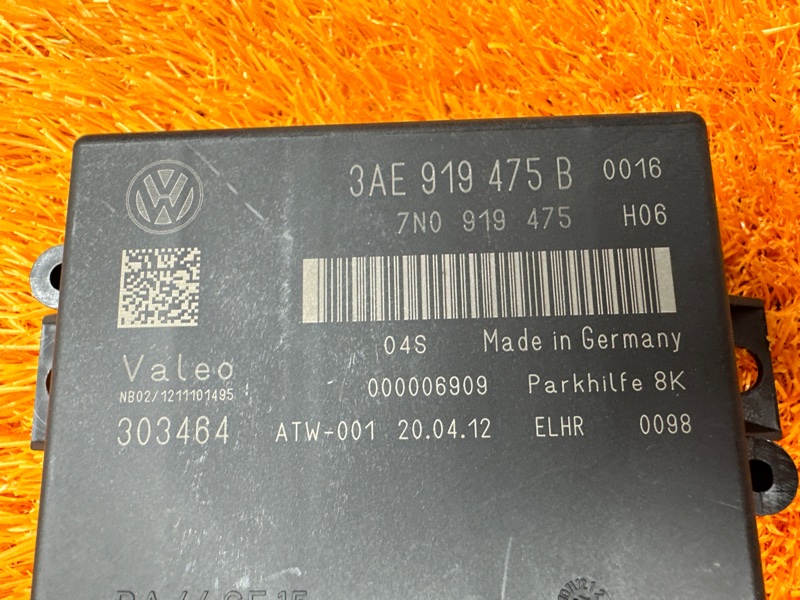 3AE 919 475 B 0016
7N0 919 475 H06
04S Made in Germany
Valeo
NB02/1211101495
000006909 Parkhilfe 8K
303464 ATW-001 20.04.12 ELHR 0098